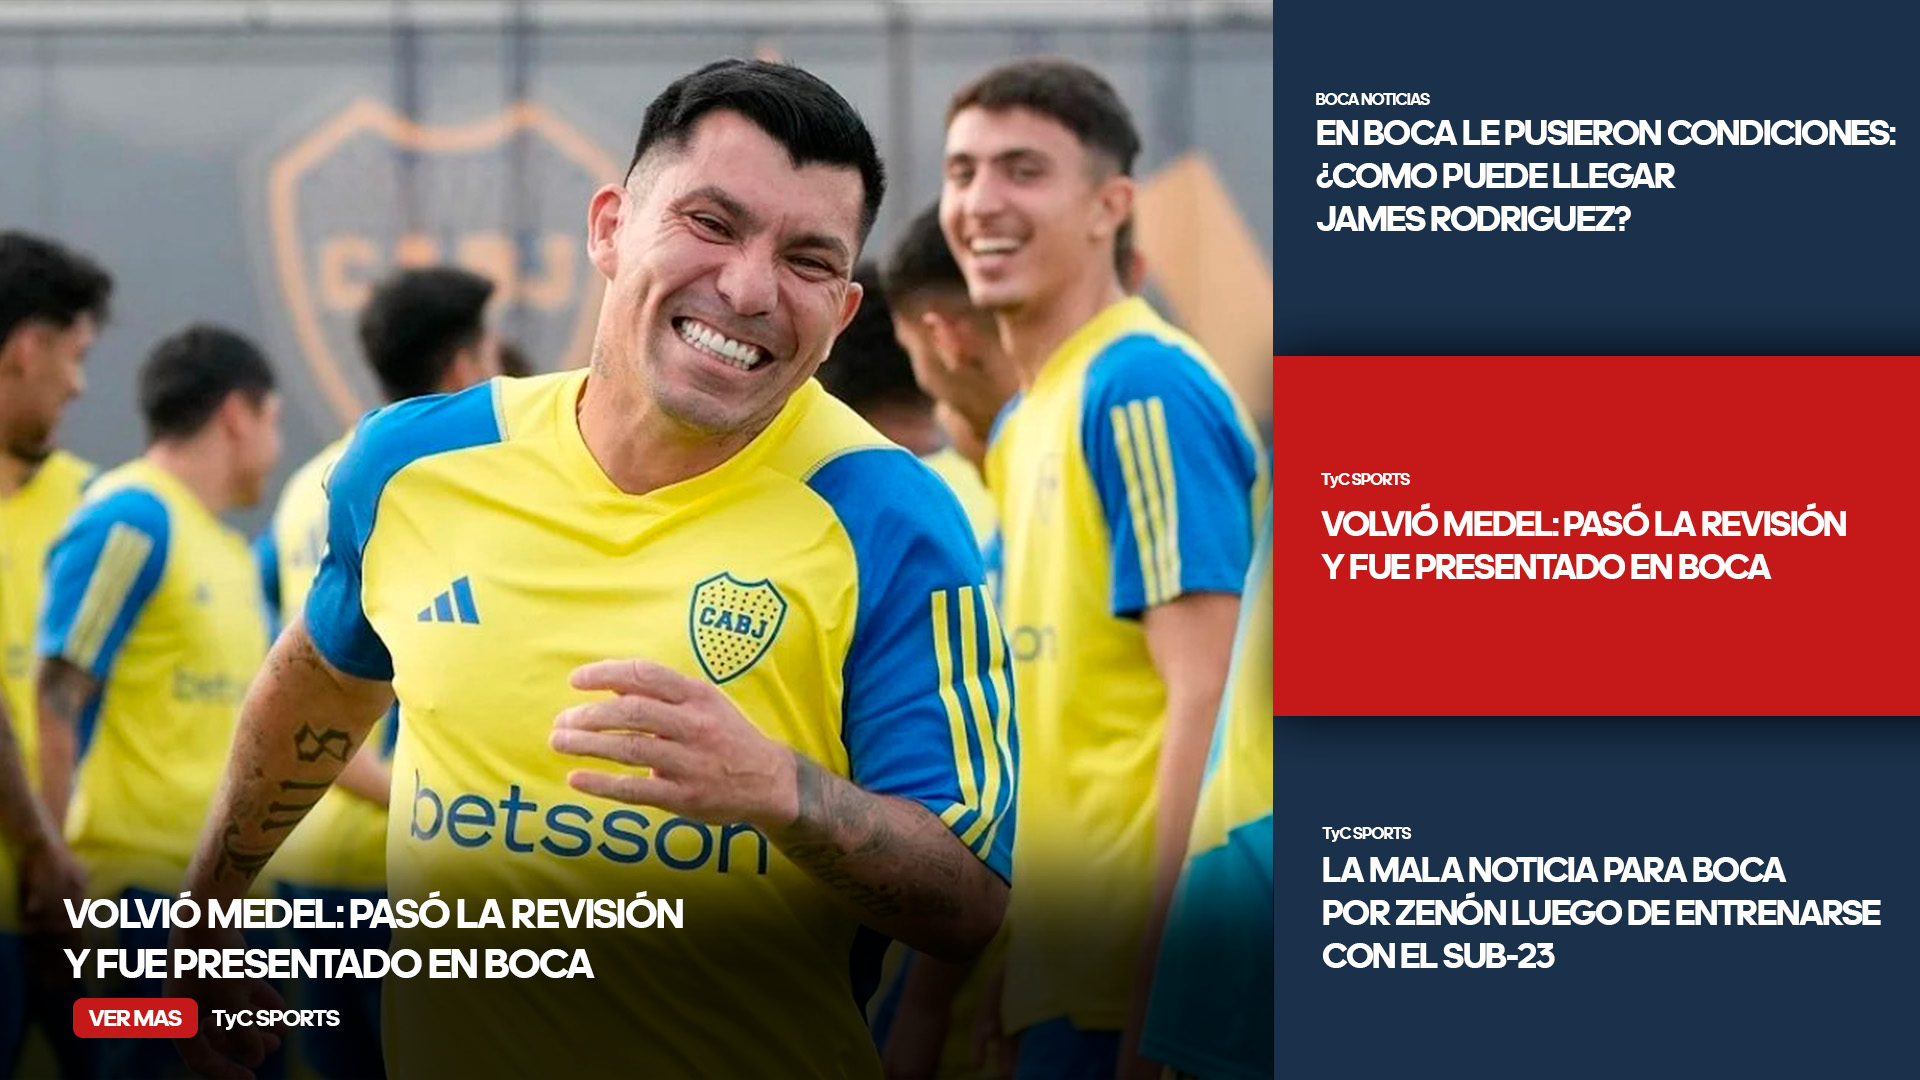 CABJ
CABJ
betsson
VOLVIÓ MEDEL: PASÓ LA REVISIÓN
Y FUE PRESENTADO EN BOCA
VER MAS
TyC SPORTS
BOCA NOTICIAS
EN BOCA LE PUSIERON CONDICIONES:
¿COMO PUEDE LLEGAR
JAMES RODRIGUEZ?
TyC SPORTS
VOLVIÓ MEDEL: PASÓ LA REVISIÓN
Y FUE PRESENTADO EN BOCA
TyC SPORTS
LA MALA NOTICIA PARA BOCA
POR ZENÓN LUEGO DE ENTRENARSE
CON EL SUB-23